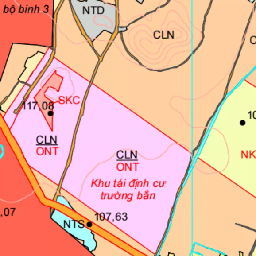 bộ binh 3
NTD
CLN
C
117,08
SKC
10
CLN
ONT
CLN
ONT
NK
Khu tái định cư
trường bắn
,07
NTS
107,63